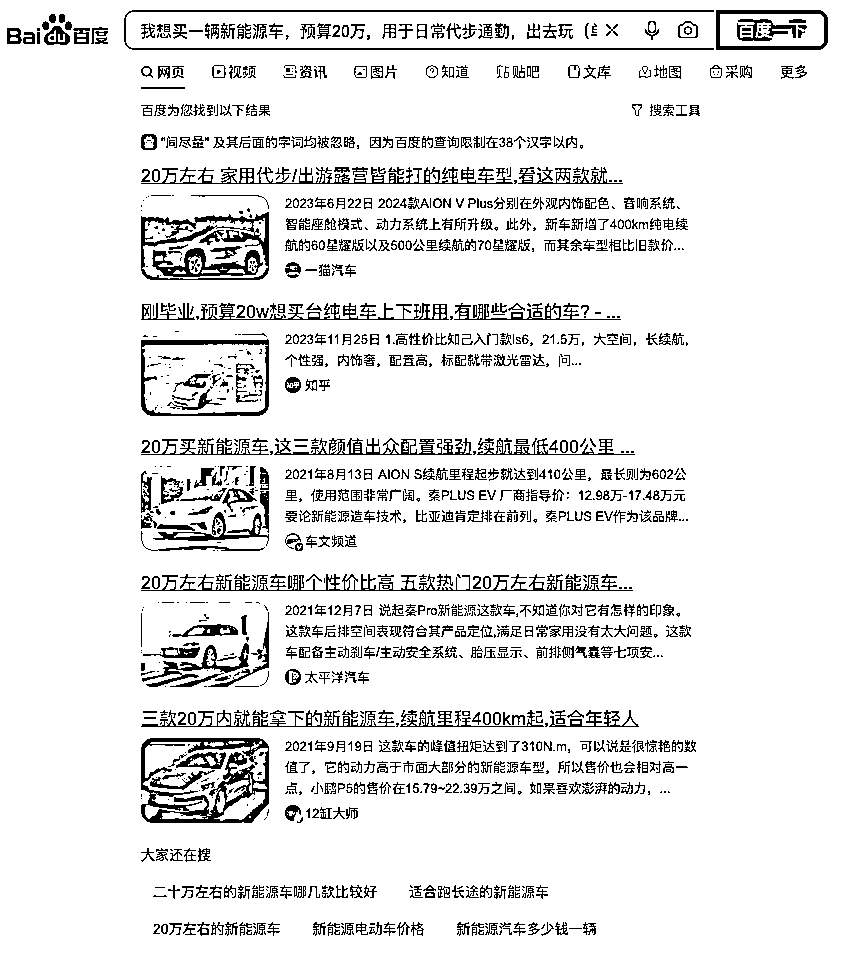 Bai du 百度
我想买一辆新能源车，预算20万，用于日常代步通勤，出去玩（
百度一下
网页 视频 资讯 图片 知道 贴吧 文库 地图 采购 更多
百度为您找到以下结果
搜索工具
"间尽量" 及其后面的字词均被忽略，因为百度的查询限制在38个汉字以内。
20万左右 家用代步/出游露营皆能打的纯电车型,看这两款就...
2023年6月22日 2024款AION V Plus分别在外观内饰配色、音响系统、
智能座舱模式、动力系统上有所升级。此外，新车新增了400km纯电续
航的60星耀版以及500公里续航的70星耀版，而其余车型相比旧款价...
一猫汽车
刚毕业,预算20w想买台纯电车上下班用,有哪些合适的车? - ...
2023年11月26日 1.高性价比知己入门款ls6，21.5万，大空间，长续航，
个性强，内饰奢，配置高，标配就带激光雷达，问...
知乎
20万买新能源车,这三款颜值出众配置强劲,续航最低400公里 ...
2021年8月13日 AION S续航里程起步就达到410公里，最长则为602公
里，使用范围非常广阔。秦PLUS EV 厂商指导价：12.98万-17.48万元
要论新能源造车技术，比亚迪肯定排在前列。秦PLUS EV作为该品牌...
车文频道
20万左右新能源车哪个性价比高 五款热门20万左右新能源车...
2021年12月7日 说起秦Pro新能源这款车,不知道你对它有怎样的印象。
这款车后排空间表现符合其产品定位,满足日常家用没有太大问题。这款
车配备主动刹车/主动安全系统、胎压显示、前排侧气囊等七项安...
太平洋汽车
三款20万内就能拿下的新能源车,续航里程400km起,适合年轻人
2021年9月19日 这款车的峰值扭矩达到了310N.m，可以说是很惊艳的数
值了，它的动力高于市面大部分的新能源车型，所以售价也会相对高一
点，小鹏P5的售价在15.79~22.39万之间。如果喜欢澎湃的动力，...
12缸大师
大家还在搜
二十万左右的新能源车哪几款比较好 适合跑长途的新能源车
20万左右的新能源车 新能源电动车价格 新能源汽车多少钱一辆